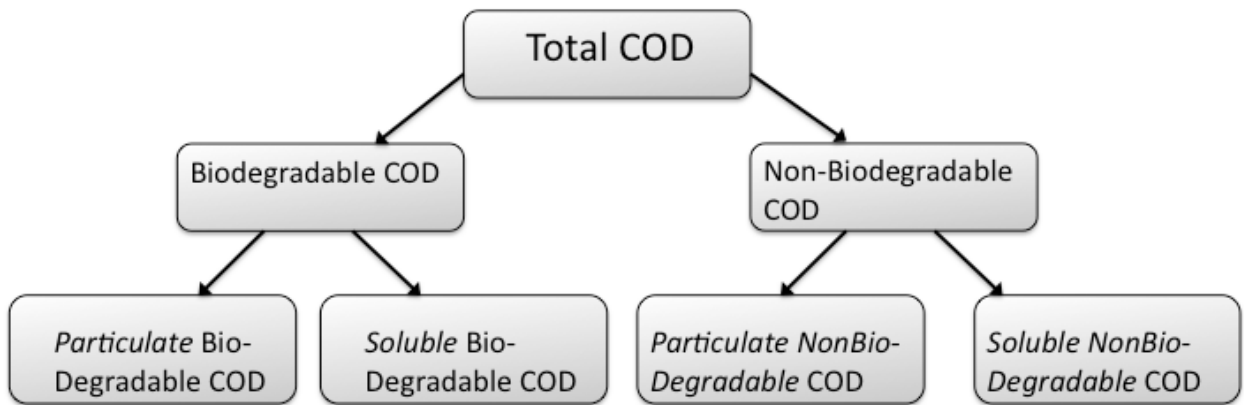 Total COD
Biodegradable COD
Non-Biodegradable
COD
Particulate Bio-
Degradable COD
Soluble Bio-
Degradable COD
Particulate NonBio-
Degradable COD
Soluble NonBio-
Degradable COD